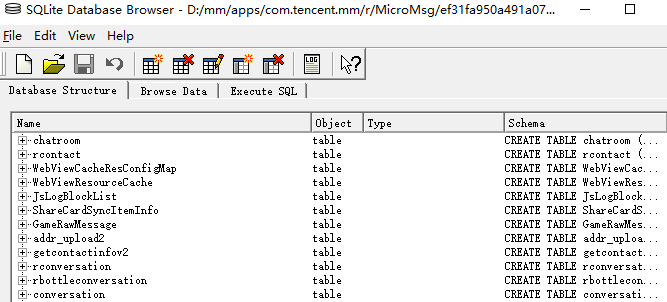 SQLite Database Browser - D:/mm/apps/com.tencent.mm/r/MicroMsg/ef31fa950a491a07...
File Edit View Help
LOG
Database Structure Browse Data Execute SQL
Name Object Type Schema
chatroom table CREATE TABLE chatroom (...
rcontact table CREATE TABLE rcontact (...
WebViewCacheResConfigMap table CREATE TABLE WebViewCac...
WebViewResourceCache table CREATE TABLE WebViewRes...
JsLogBlockList table CREATE TABLE JsLogBlock...
ShareCardSyncItemInfo table CREATE TABLE ShareCardS...
GameRawMessage table CREATE TABLE GameRawMes...
addr_upload2 table CREATE TABLE addr_uploa...
getcontactinfov2 table CREATE TABLE getcontact...
rconversation table CREATE TABLE rconversat...
rbottleconversation table CREATE TABLE rbottlecon...
conversation table CREATE TABLE conversati...